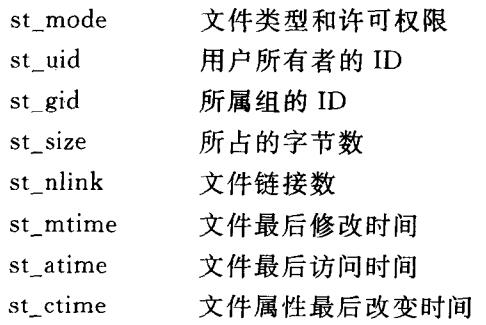 st_mode 文件类型和许可权限
st_uid 用户所有者的 ID
st_gid 所属组的 ID
st_size 所占的字节数
st_nlink 文件链接数
st_mtime 文件最后修改时间
st_atime 文件最后访问时间
st_ctime 文件属性最后改变时间